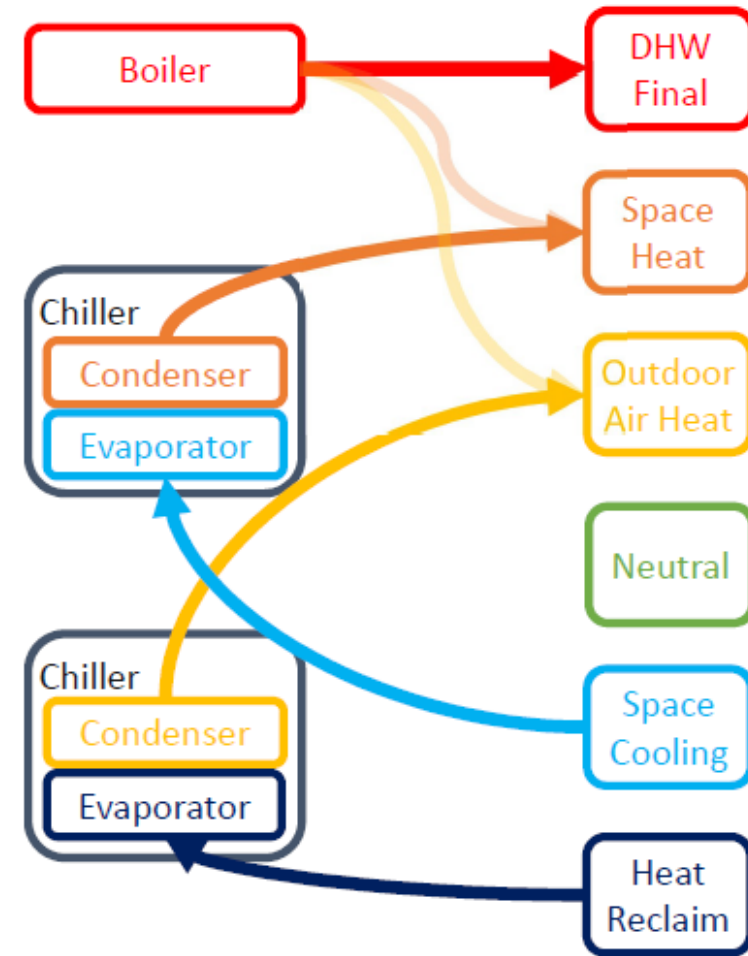 Boiler
DHW
Final
Space
Heat
Chiller
Condenser
Evaporator
Outdoor
Air Heat
Neutral
Chiller
Condenser
Evaporator
Space
Cooling
Heat
Reclaim